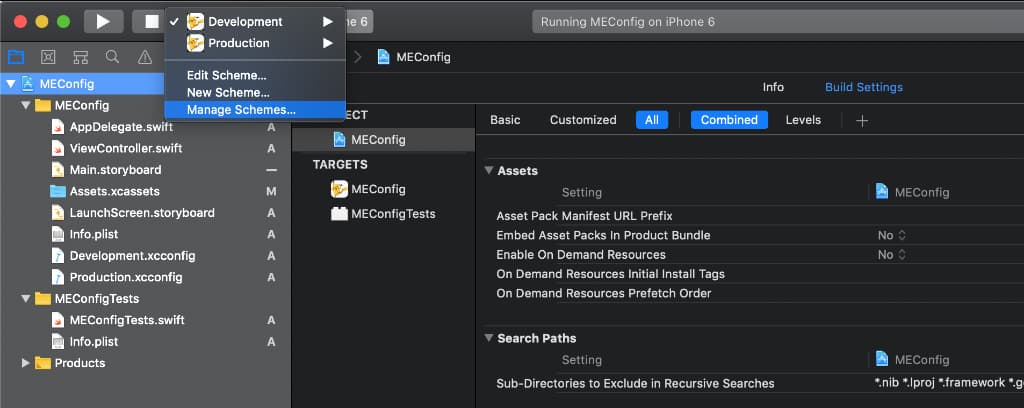 Development
Production
Edit Scheme...
New Scheme...
Manage Schemes...
6
Running MEConfig on iPhone 6
MEConfig
MEConfig
MEConfig
AppDelegate.swift A
ViewController.swift A
Main.storyboard —
Assets.xcassets M
LaunchScreen.storyboard A
Info.plist A
Development.xcconfig A
Production.xcconfig A
MEConfigTests
MEConfigTests.swift A
Info.plist A
Products
ECT
MEConfig
TARGETS
MEConfig
MEConfigTests
Info Build Settings
Basic Customized All Combined Levels +
Assets
Setting MEConfig
Asset Pack Manifest URL Prefix
Embed Asset Packs In Product Bundle No
Enable On Demand Resources No
On Demand Resources Initial Install Tags
On Demand Resources Prefetch Order
Search Paths
Setting MEConfig
Sub-Directories to Exclude in Recursive Searches *.nib *.lproj *.framework *.g